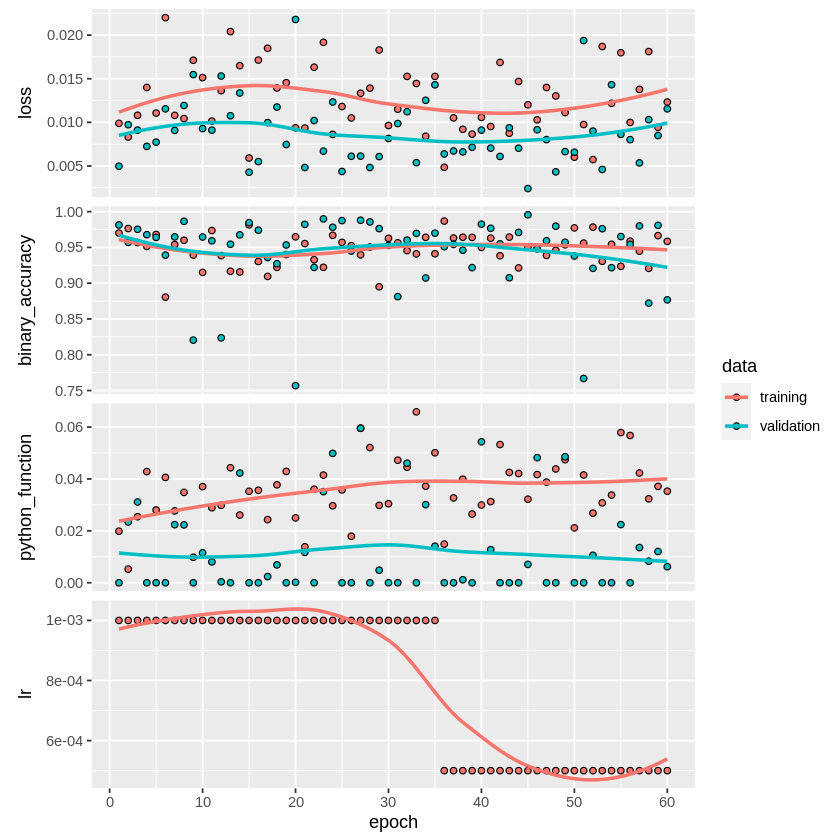 loss
0.020
0.015
0.010
0.005
binary_accuracy
1.00
0.95
0.90
0.85
0.80
0.75
python_function
0.06
0.04
0.02
0.00
lr
1e-03
8e-04
6e-04
0 10 20 30 40 50 60
epoch
data
training
validation